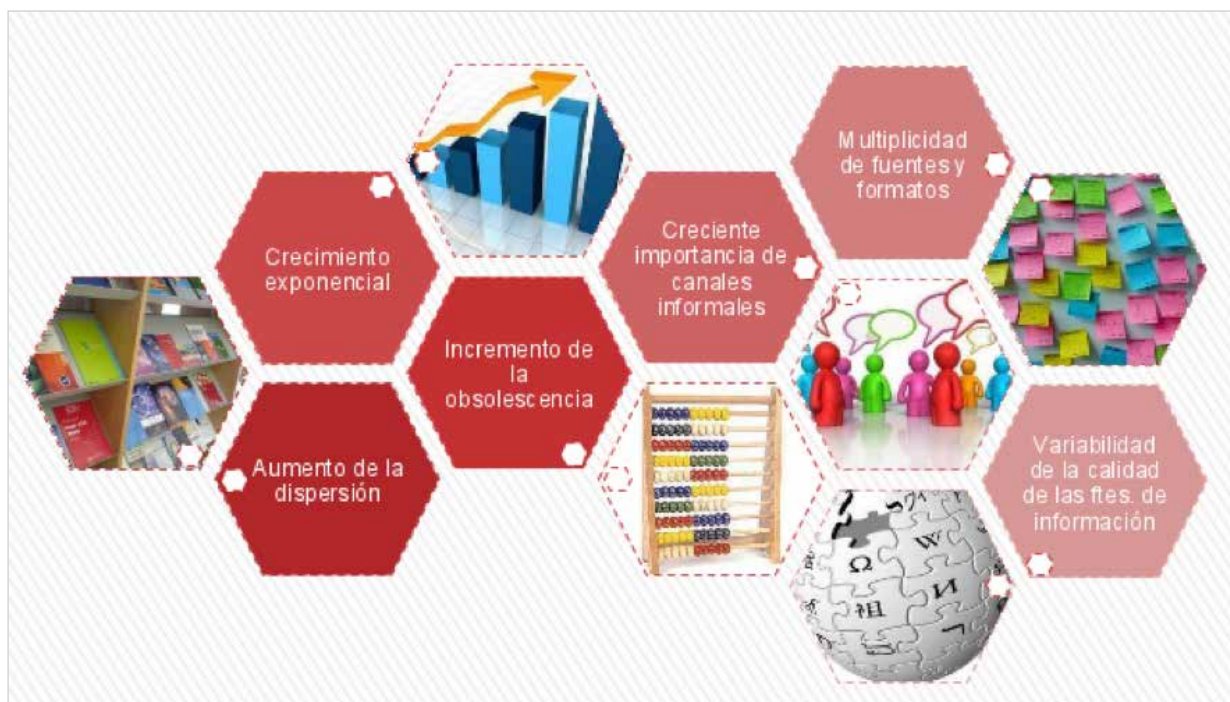 Crecimiento
exponencial
Aumento de la
dispersión
Incremento de
la
obsolescencia
Creciente
importancia de
canales
informales
Multiplicidad
de fuentes y
formatos
Variabilidad
de la calidad
de las ftes. de
información
W
Ω
И
祖